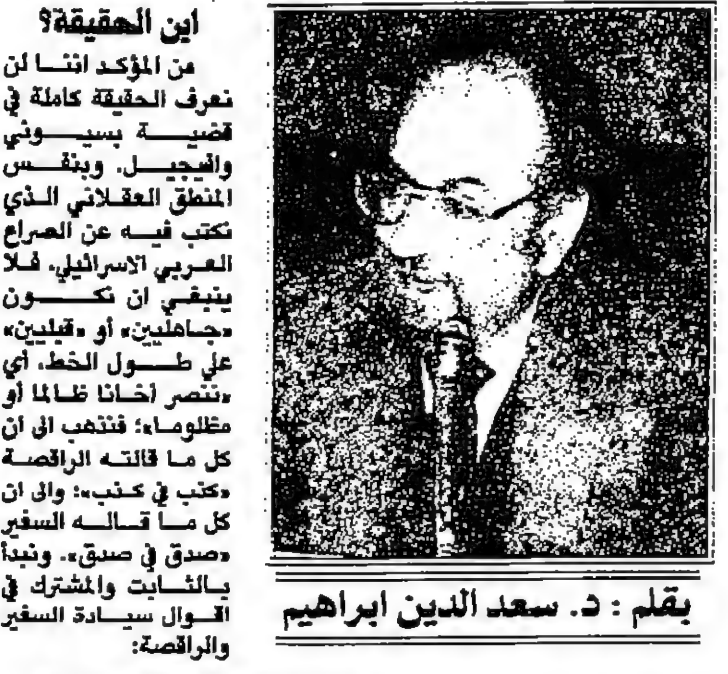 اين الحقيقة؟
من المؤكد اننا لن
نعرف الحقيقة كاملة في
قضية بسيوني
وافيجيل. وبنفس
المنطق العقلاني الذي
نكتب فيه عن الصراع
العربي الاسرائيلي، فلا
ينبغي ان نكون
«جاهليين» أو «قبليين»
على طول الخط، أي
«ننصر أخانا ظالما أو
مظلوما»؛ فنذهب الى ان
كل ما قالته الراقصة
«كذب في كذب»؛ والى ان
كل ما قاله السفير
«صدق في صدق». ونبدأ
بالثابت والمشترك في
اقوال سيادة السفير
والراقصة:
بقلم : د. سعد الدين ابراهيم